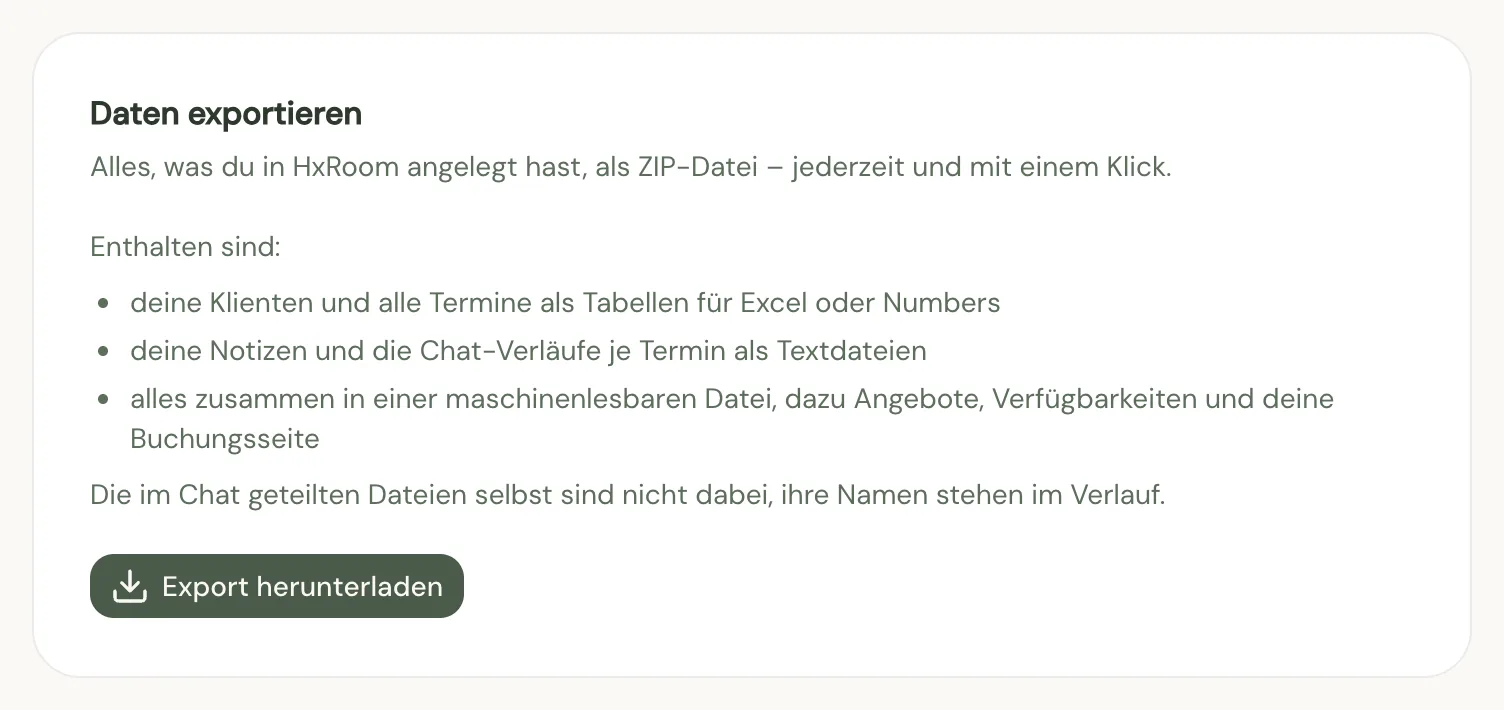 Daten exportieren
Alles, was du in HxRoom angelegt hast, als ZIP-Datei – jederzeit und mit einem Klick.
Enthalten sind:
• deine Klienten und alle Termine als Tabellen für Excel oder Numbers
• deine Notizen und die Chat-Verläufe je Termin als Textdateien
• alles zusammen in einer maschinenlesbaren Datei, dazu Angebote, Verfügbarkeiten und deine
Buchungsseite
Die im Chat geteilten Dateien selbst sind nicht dabei, ihre Namen stehen im Verlauf.
Export herunterladen